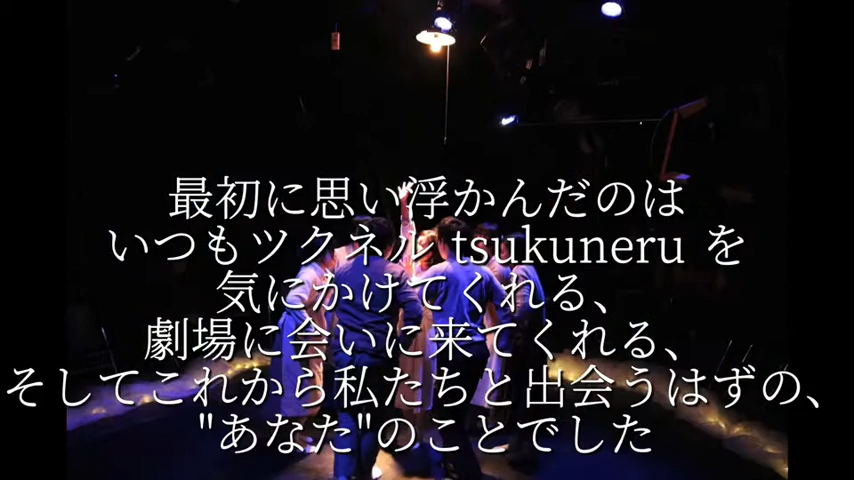 最初に思い浮かんだのは
いつもツクネル tsukuneru を
気にかけてくれる、
劇場に会いに来てくれる、
そしてこれから私たちと出会うはずの、
"あなた"のことでした